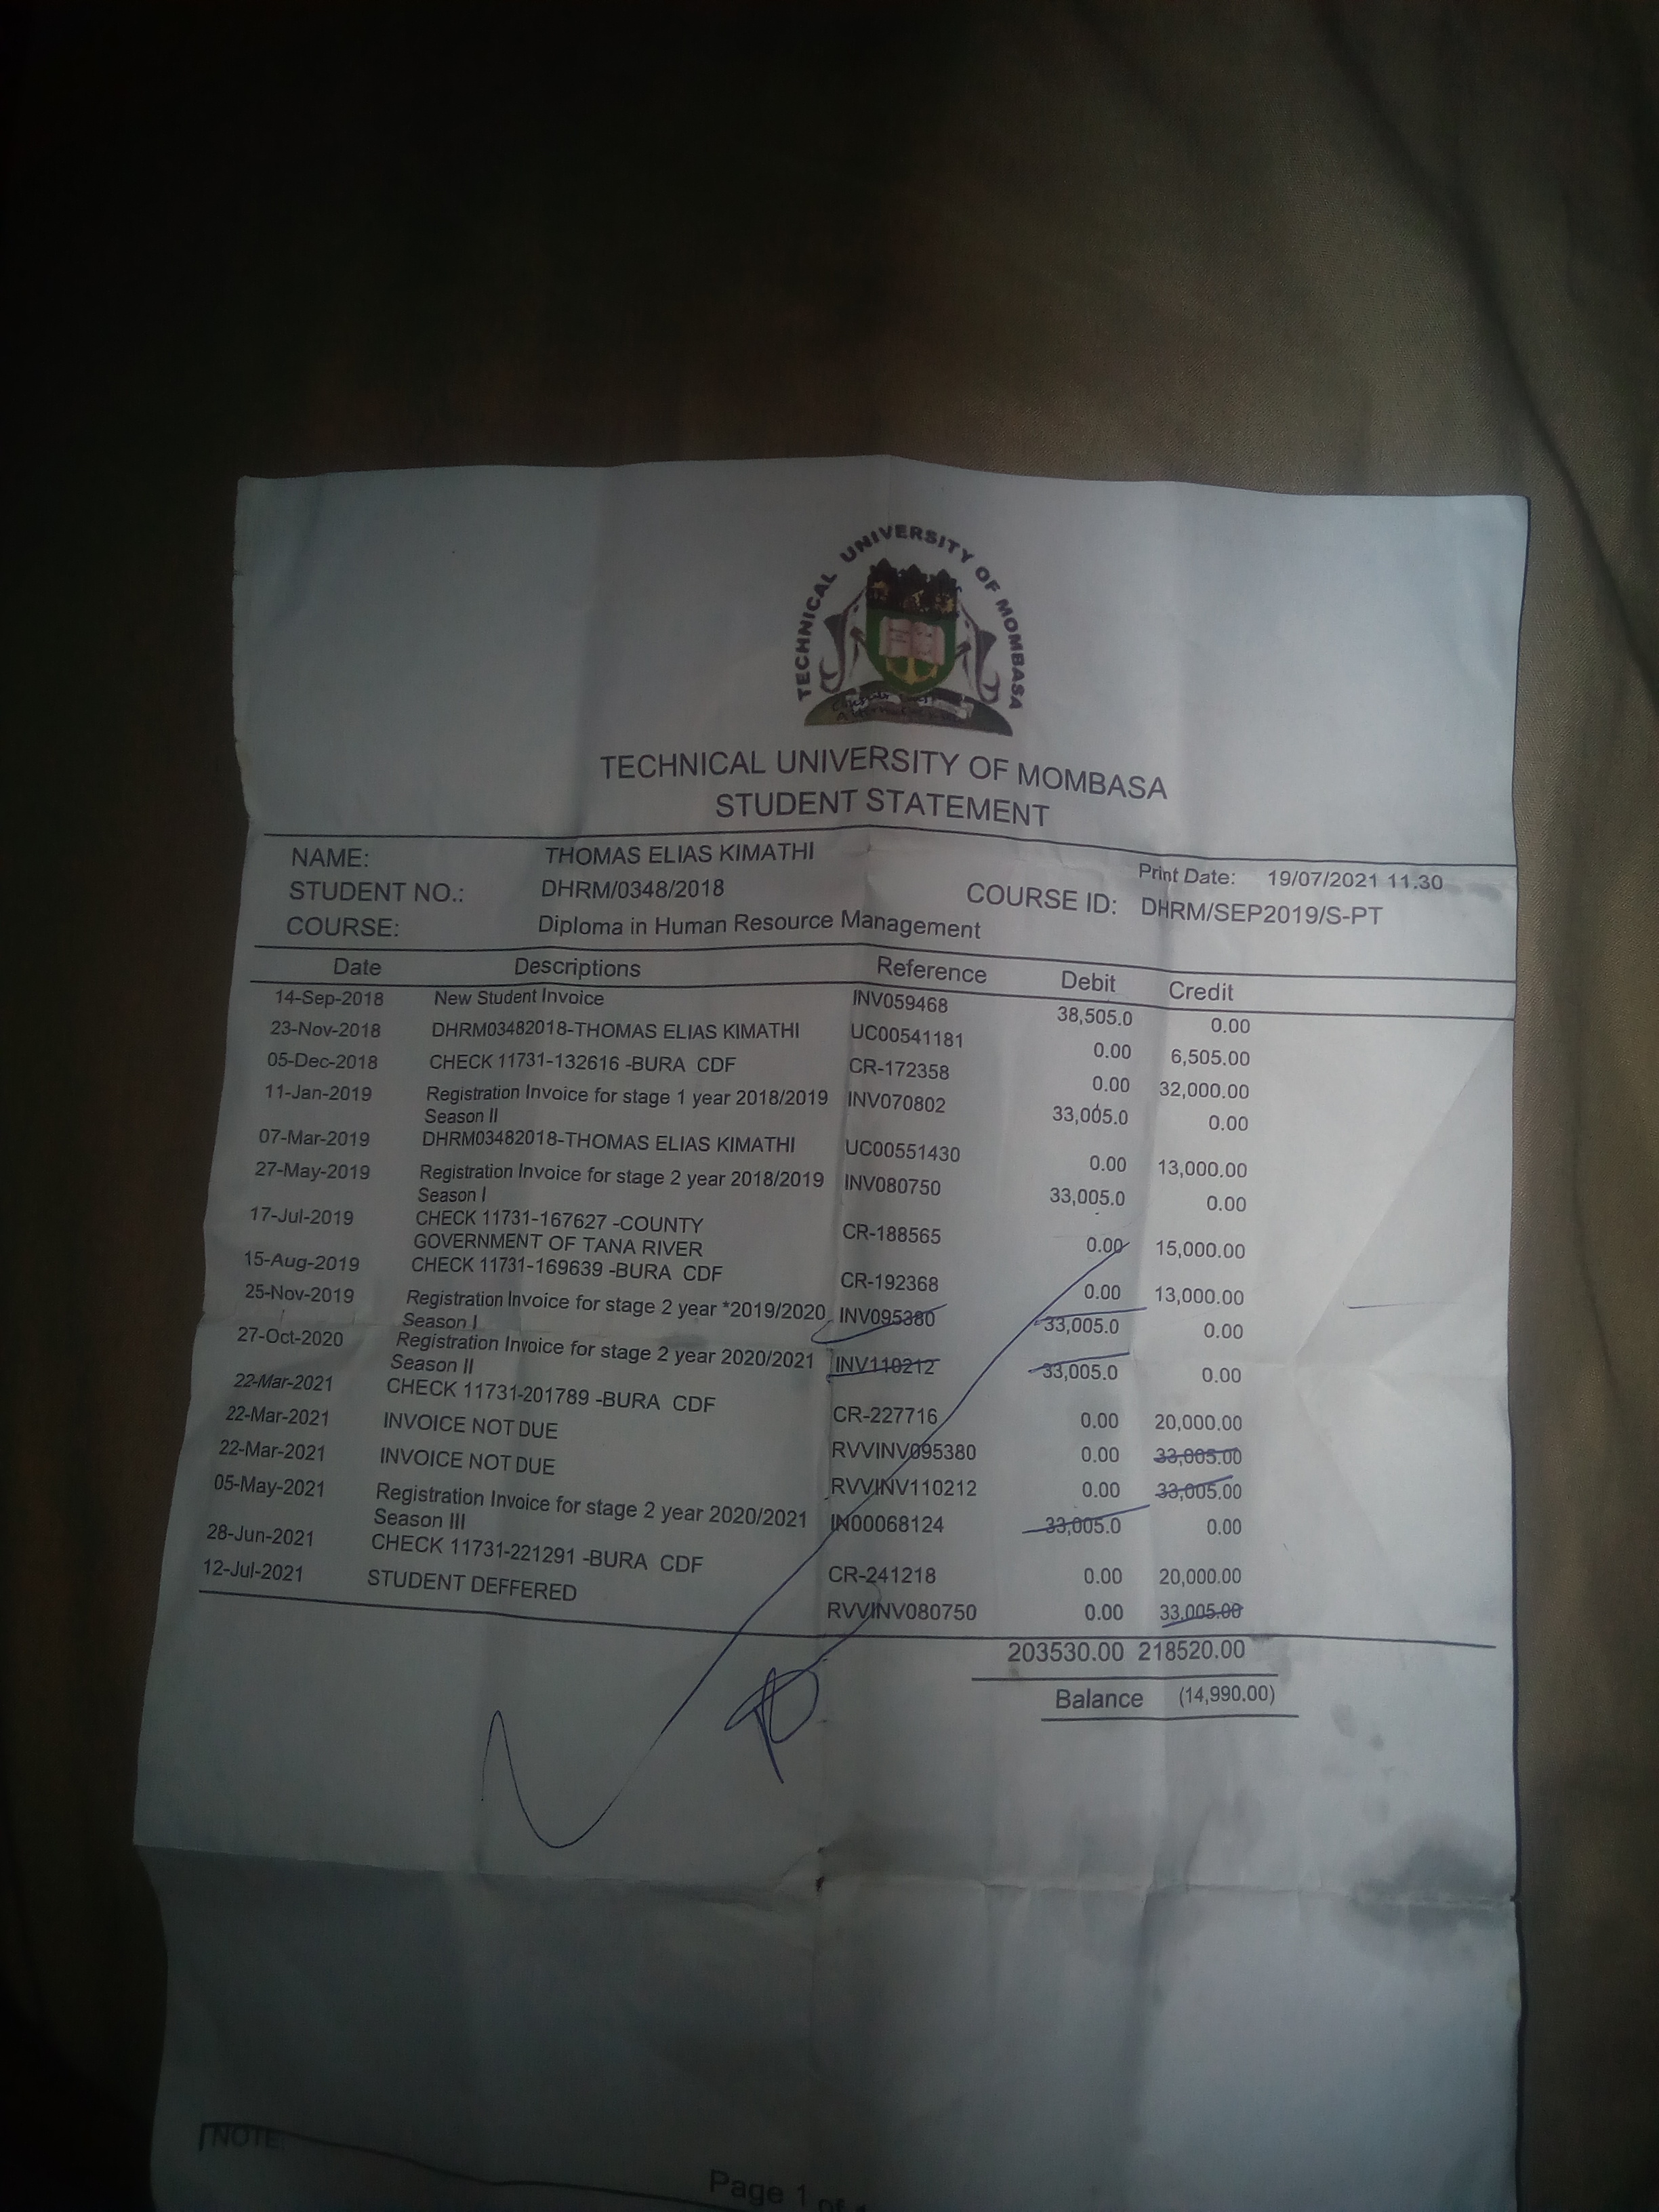 TECHNICAL UNIVERSITY OF MOMBASA
TECHNICAL UNIVERSITY OF MOMBASA
STUDENT STATEMENT
Print Date: 19/07/2021 11.30
NAME: THOMAS ELIAS KIMATHI
STUDENT NO.: DHRM/0348/2018 COURSE ID: DHRM/SEP2019/S-PT
COURSE: Diploma in Human Resource Management
Date Descriptions Reference Debit Credit
14-Sep-2018 New Student Invoice INV059468 38,505.0 0.00
23-Nov-2018 DHRM03482018-THOMAS ELIAS KIMATHI UC00541181 0.00 6,505.00
05-Dec-2018 CHECK 11731-132616 -BURA CDF CR-172358 0.00 32,000.00
11-Jan-2019 Registration Invoice for stage 1 year 2018/2019 INV070802 33,005.0 0.00
Season II
07-Mar-2019 DHRM03482018-THOMAS ELIAS KIMATHI UC00551430 0.00 13,000.00
27-May-2019 Registration Invoice for stage 2 year 2018/2019 INV080750 33,005.0 0.00
Season I
17-Jul-2019 CHECK 11731-167627 -COUNTY CR-188565 0.00 15,000.00
GOVERNMENT OF TANA RIVER
15-Aug-2019 CHECK 11731-169639 -BURA CDF CR-192368 0.00 13,000.00
25-Nov-2019 Registration Invoice for stage 2 year *2019/2020 INV095380 33,005.0 0.00
Season I
27-Oct-2020 Registration Invoice for stage 2 year 2020/2021 INV110212 33,005.0 0.00
Season II
22-Mar-2021 CHECK 11731-201789 -BURA CDF CR-227716 0.00 20,000.00
22-Mar-2021 INVOICE NOT DUE RVVINV095380 0.00 33,005.00
22-Mar-2021 INVOICE NOT DUE RVVINV110212 0.00 33,005.00
05-May-2021 Registration Invoice for stage 2 year 2020/2021 IN00068124 33,005.0 0.00
Season III
28-Jun-2021 CHECK 11731-221291 -BURA CDF CR-241218 0.00 20,000.00
12-Jul-2021 STUDENT DEFFERED RVVINV080750 0.00 33,005.00
203530.00 218520.00
Balance (14,990.00)
NOTE:
Page 1 of 1